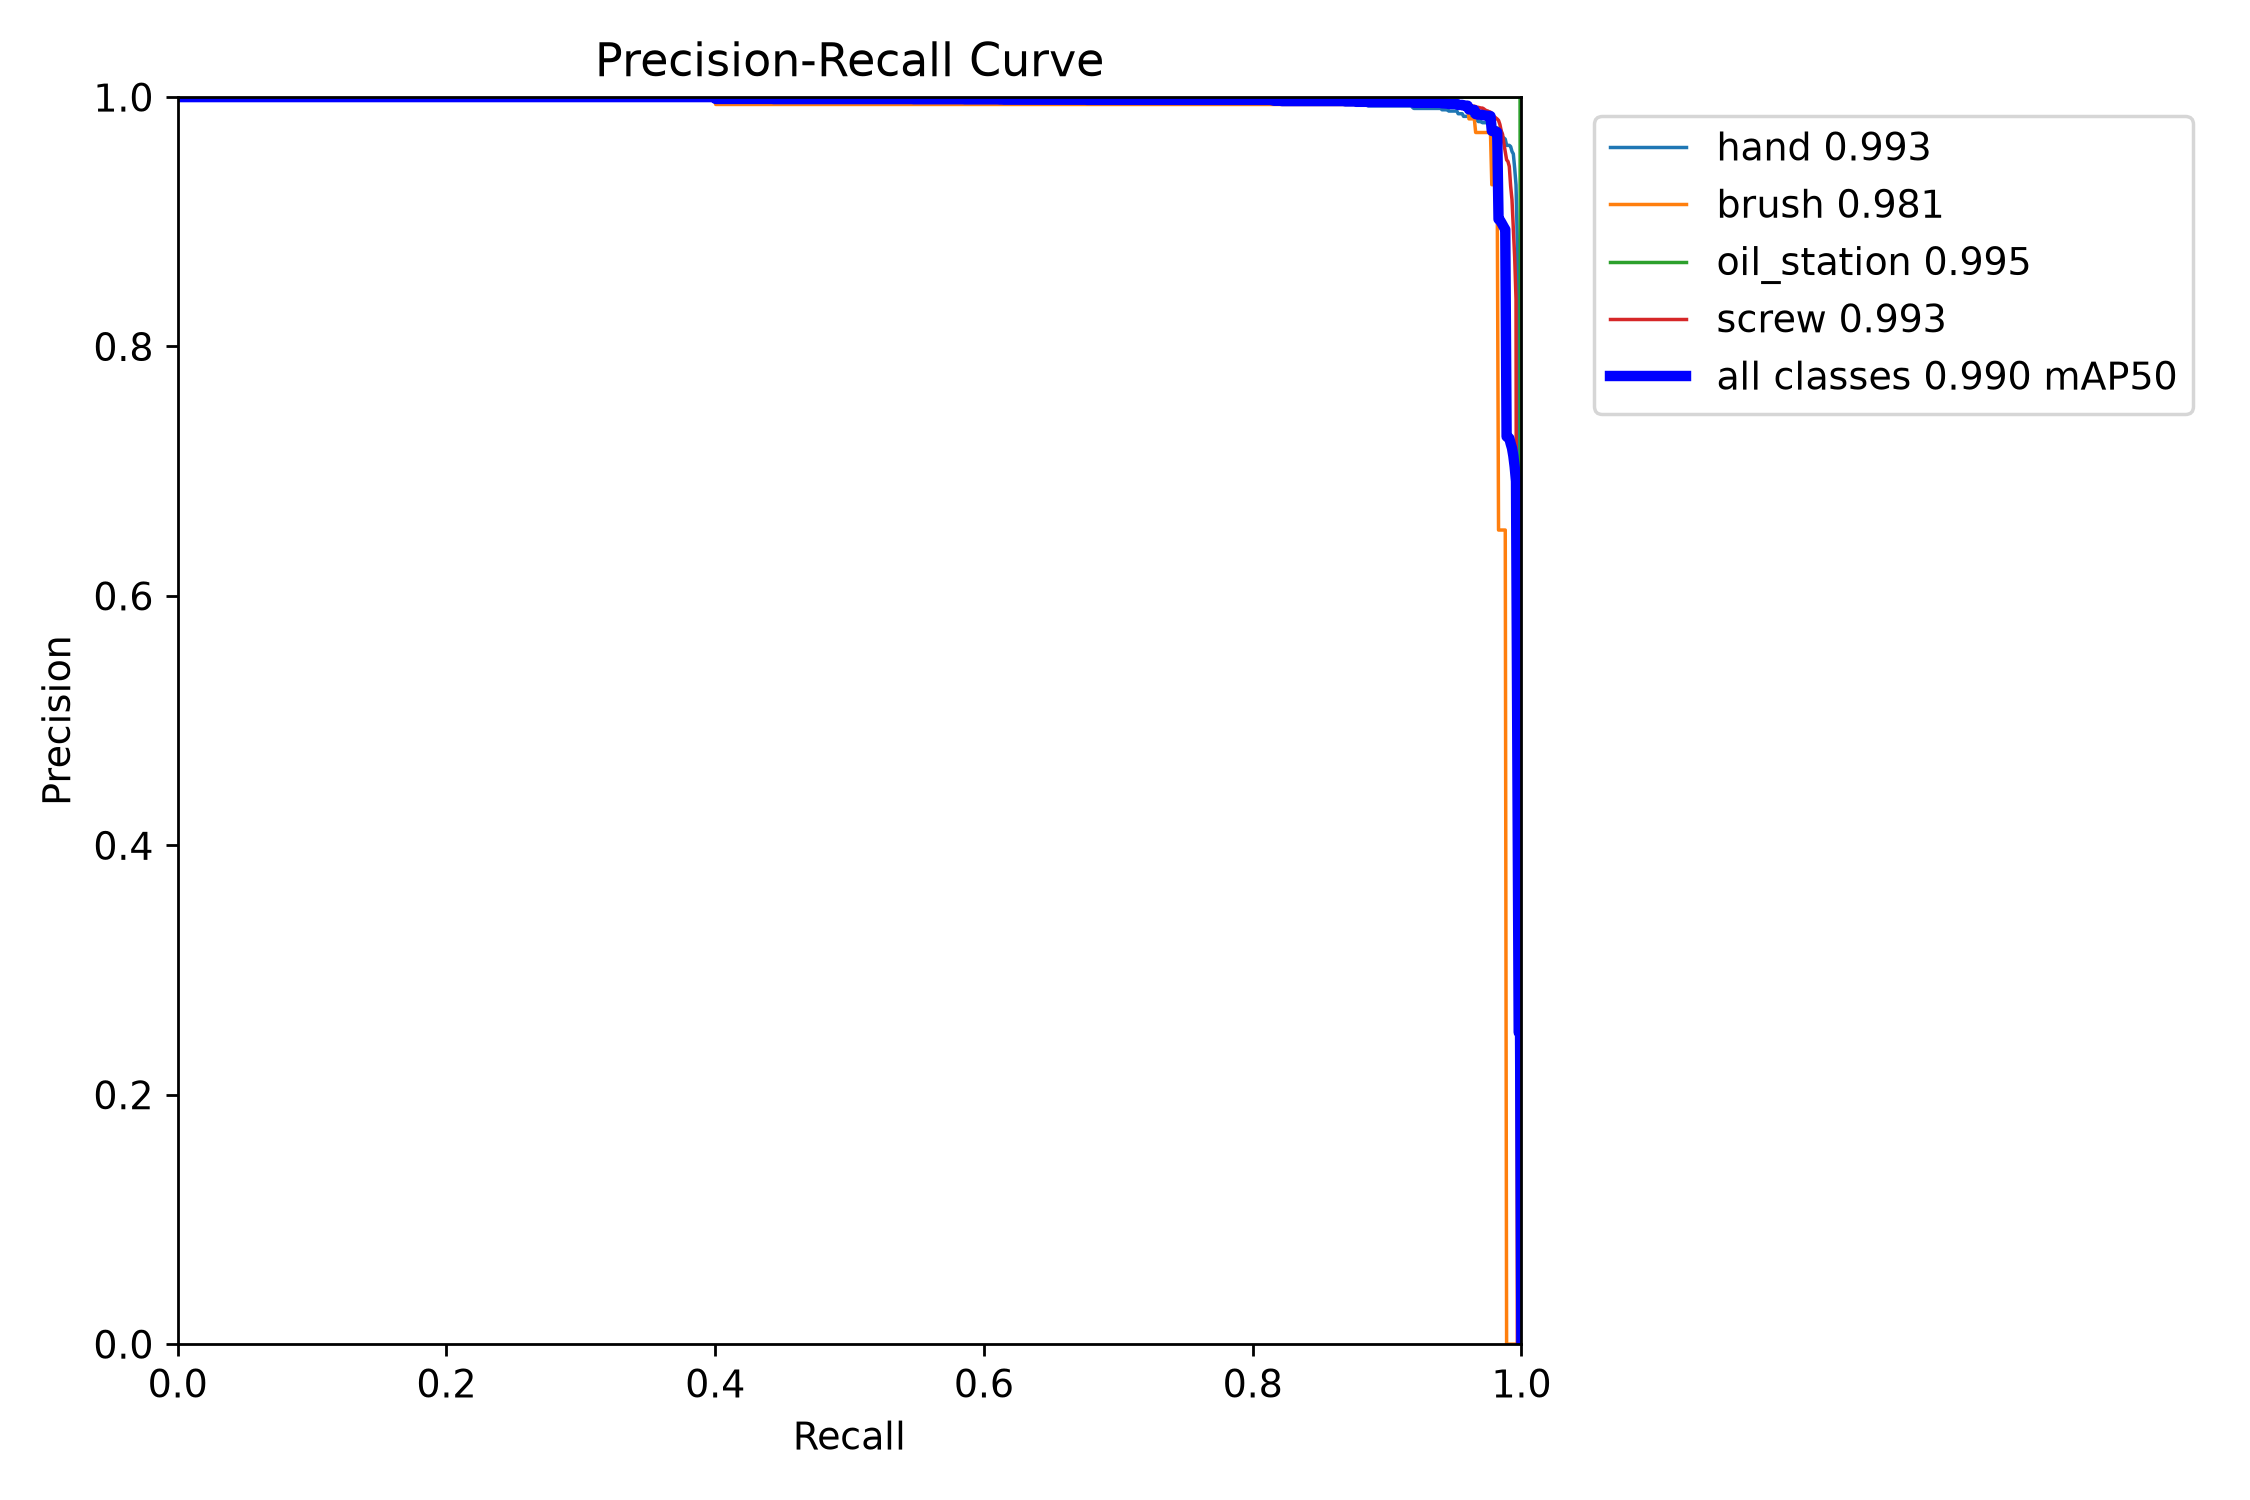 Precision-Recall Curve
1.0
0.8
0.6
0.4
0.2
0.0
Precision
0.0 0.2 0.4 0.6 0.8 1.0
Recall
hand 0.993
brush 0.981
oil_station 0.995
screw 0.993
all classes 0.990 mAP50